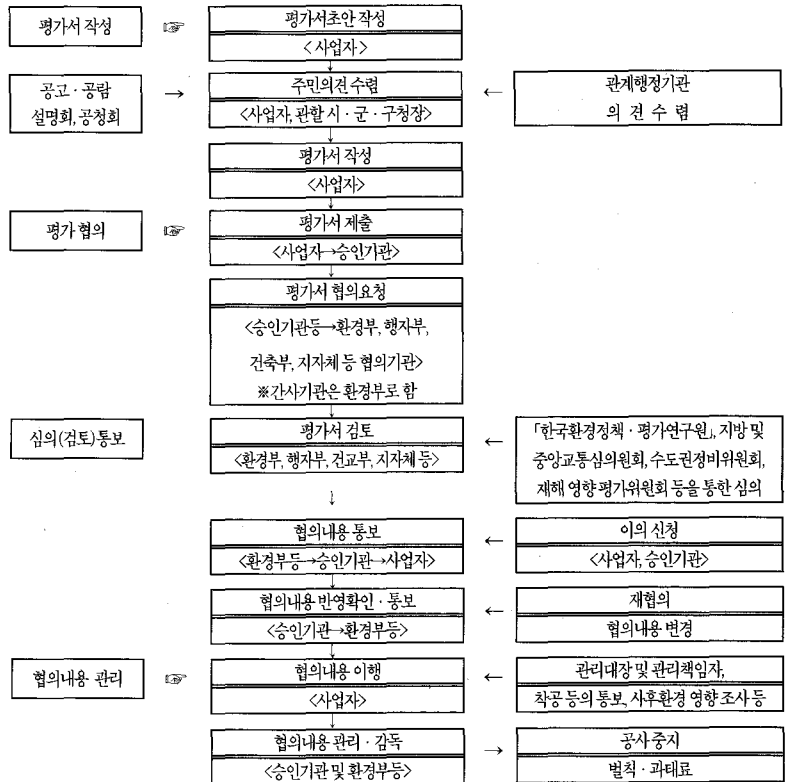 평가서 작성 ☞ 평가서초안 작성
<사업자>
공고 · 공람
설명회, 공청회
→
주민의견 수렴
<사업자, 관할 시 · 군 · 구청장>
←
관계행정기관
의 견 수 렴
↓
평가서 작성
<사업자>
↓
평가 협의 ☞ 평가서 제출
<사업자→승인기관>
↓
평가서 협의요청
<승인기관등→환경부, 행자부,
건축부, 지자체 등 협의기관>
※간사기관은 환경부로 함
↓
심의(검토)통보
평가서 검토
<환경부, 행자부, 건교부, 지자체 등>
←
「한국환경정책 · 평가연구원」, 지방 및
중앙교통심의위원회, 수도권정비위원회,
재해 영향 평가위원회 등을 통한 심의
↓
협의내용 통보
<환경부등→승인기관→사업자>
←
이의 신청
<사업자, 승인기관>
↓
협의내용 반영확인 · 통보
<승인기관→환경부등>
←
재협의
협의내용 변경
↓
협의내용 관리 ☞ 협의내용 이행
<사업자>
←
관리대장 및 관리책임자,
착공 등의 통보, 사후환경 영향 조사 등
↓
협의내용 관리 · 감독
<승인기관 및 환경부등>
→
공사 중지
벌칙 · 과태료